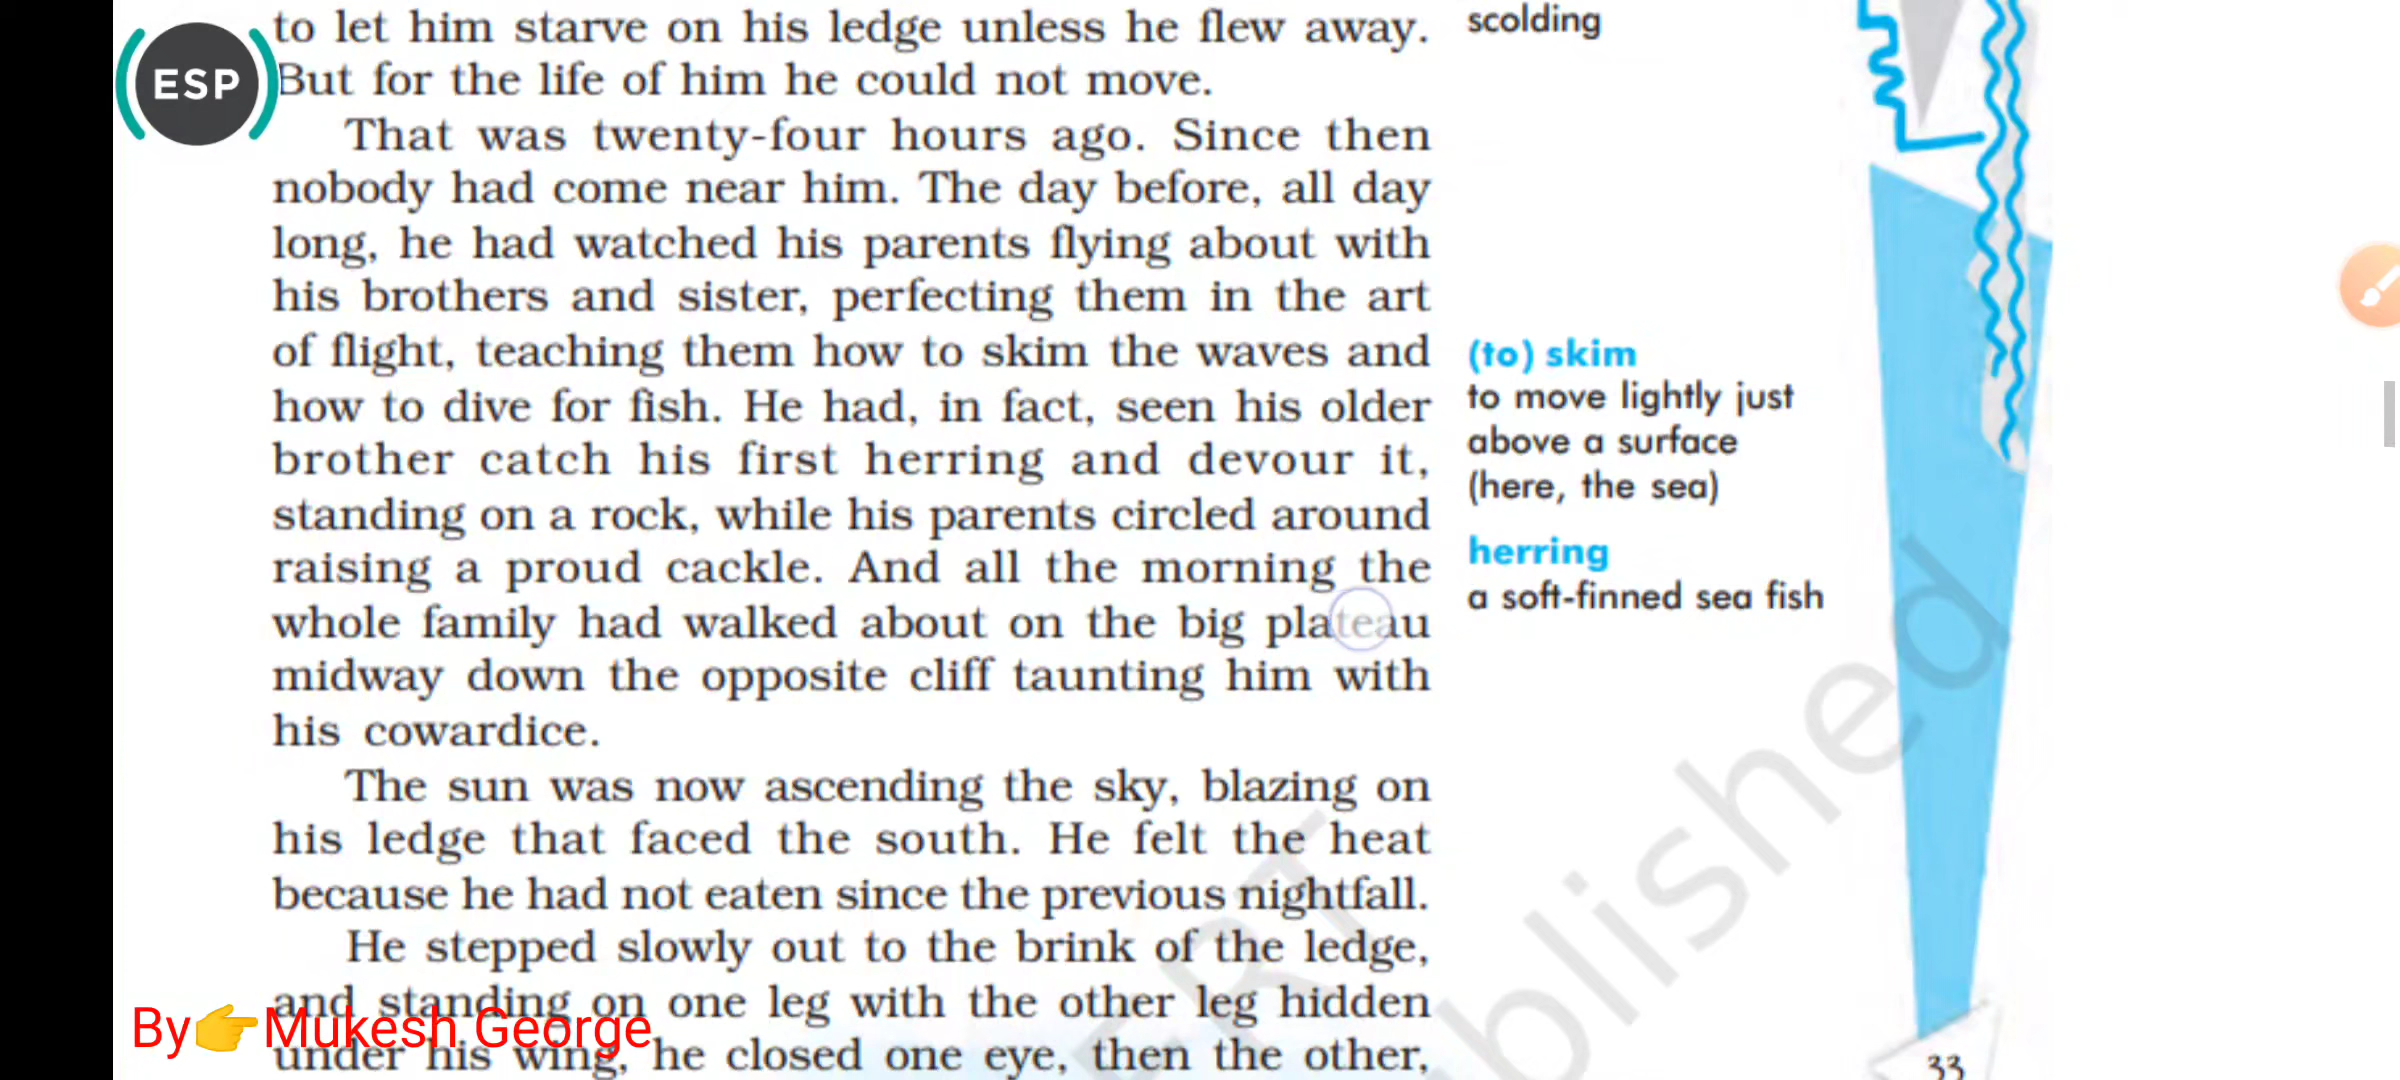 to let him starve on his ledge unless he flew away.
But for the life of him he could not move.
That was twenty-four hours ago. Since then
nobody had come near him. The day before, all day
long, he had watched his parents flying about with
his brothers and sister, perfecting them in the art
of flight, teaching them how to skim the waves and
how to dive for fish. He had, in fact, seen his older
brother catch his first herring and devour it,
standing on a rock, while his parents circled around
raising a proud cackle. And all the morning the
whole family had walked about on the big plateau
midway down the opposite cliff taunting him with
his cowardice.
The sun was now ascending the sky, blazing on
his ledge that faced the south. He felt the heat
because he had not eaten since the previous nightfall.
He stepped slowly out to the brink of the ledge,
and standing on one leg with the other leg hidden
under his wing, he closed one eye, then the other,
scolding
(to) skim
to move lightly just
above a surface
(here, the sea)
herring
a soft-finned sea fish
33
ESP
By👉Mukesh George